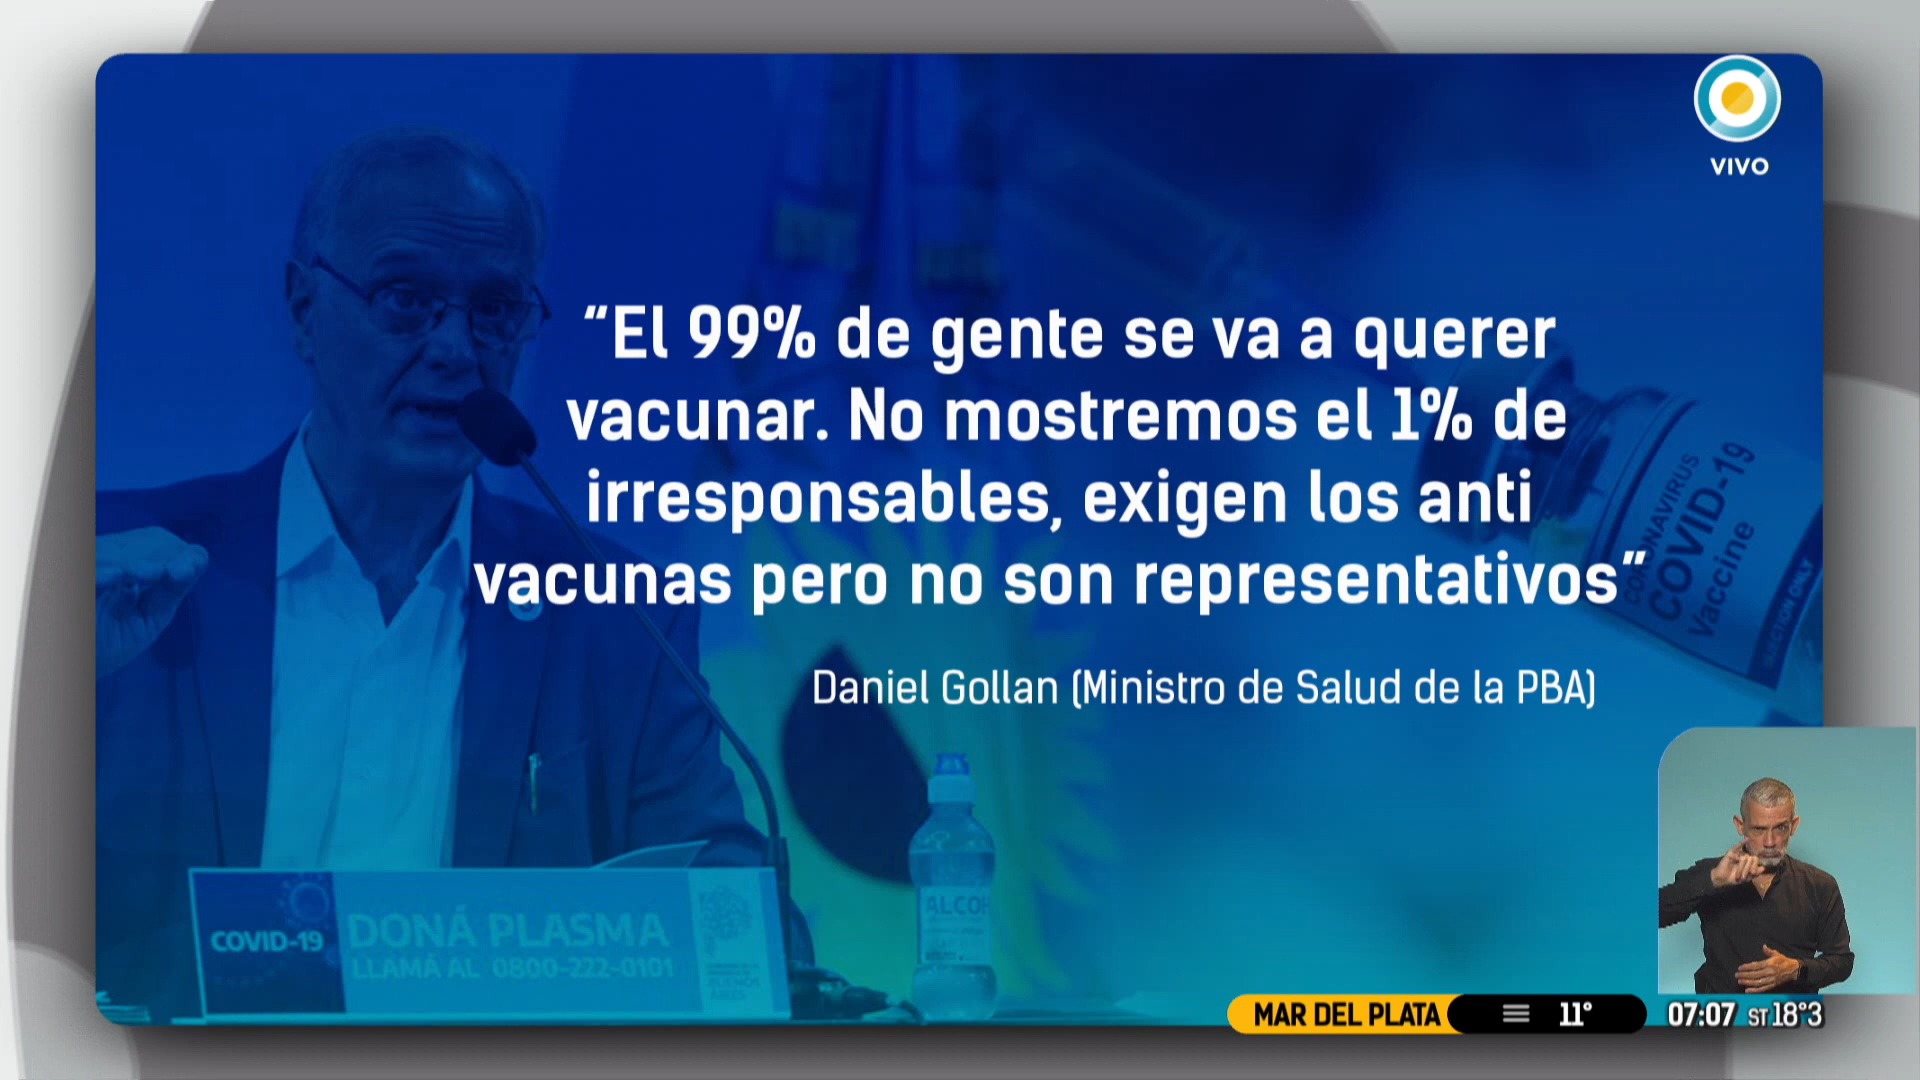 VIVO
“El 99% de gente se va a querer
vacunar. No mostremos el 1% de
irresponsables, exigen los anti
vacunas pero no son representativos”
Daniel Gollan (Ministro de Salud de la PBA)
CORONAVIRUS
COVID-19
Vaccine
COVID-19
DONÁ PLASMA
LLAMÁ AL 0800-222-0101
BUENOS
AIRES
MAR DEL PLATA
11°
07:07 ST 18°3